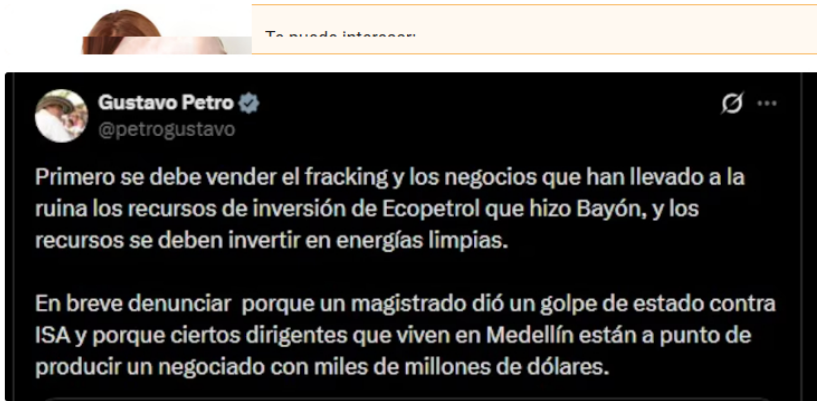 Te puede interesar:
Gustavo Petro
@petrogustavo
Primero se debe vender el fracking y los negocios que han llevado a la
ruina los recursos de inversión de Ecopetrol que hizo Bayón, y los
recursos se deben invertir en energías limpias.
En breve denunciar porque un magistrado dió un golpe de estado contra
ISA y porque ciertos dirigentes que viven en Medellín están a punto de
producir un negociado con miles de millones de dólares.